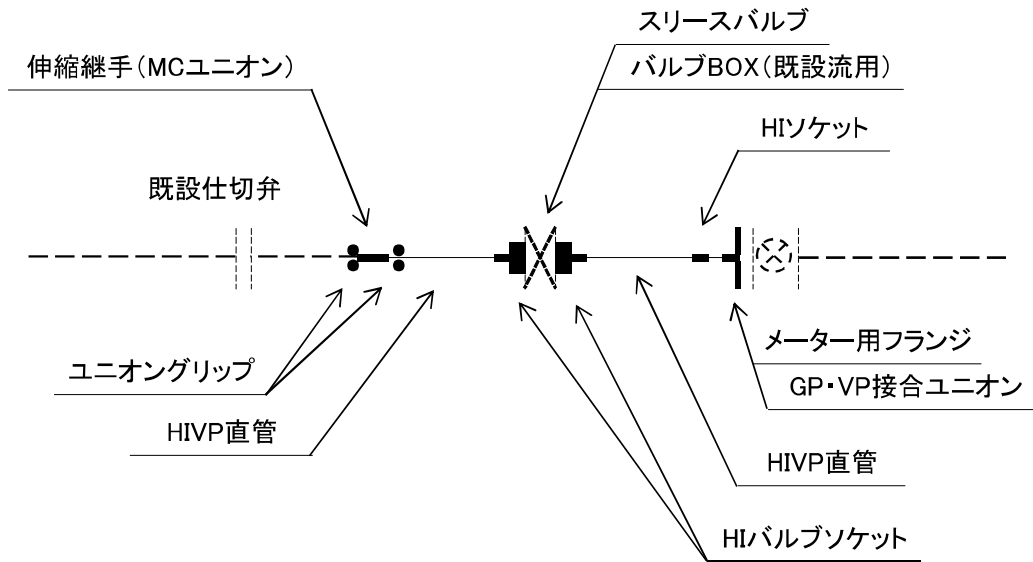 スリースバルブ
伸縮継手（MCユニオン）
バルブBOX（既設流用）
HIソケット
既設仕切弁
メーター用フランジ
ユニオングリップ
GP・VP接合ユニオン
HIVP直管
HIVP直管
HIバルブソケット